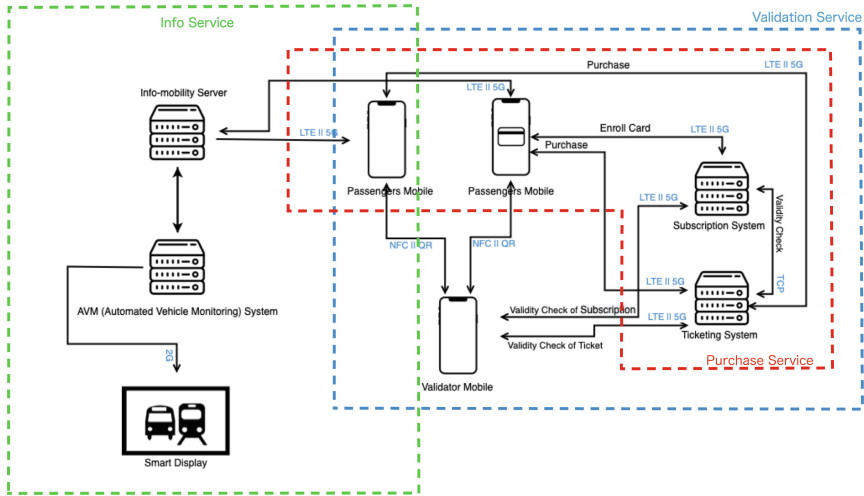 Info Service
Validation Service
Purchase
LTE II 5G
LTE II 5G
Info-mobility Server
LTE II 5G
Enroll Card
LTE II 5G
Purchase
Passengers Mobile
Passengers Mobile
LTE II 5G
Subscription System
Validity Check
TCP
NFC II QR
NFC II QR
LTE II 5G
AVM (Automated Vehicle Monitoring) System
Validity Check of Subscription
LTE II 5G
Ticketing System
Validity Check of Ticket
2G
Purchase Service
Validator Mobile
Smart Display